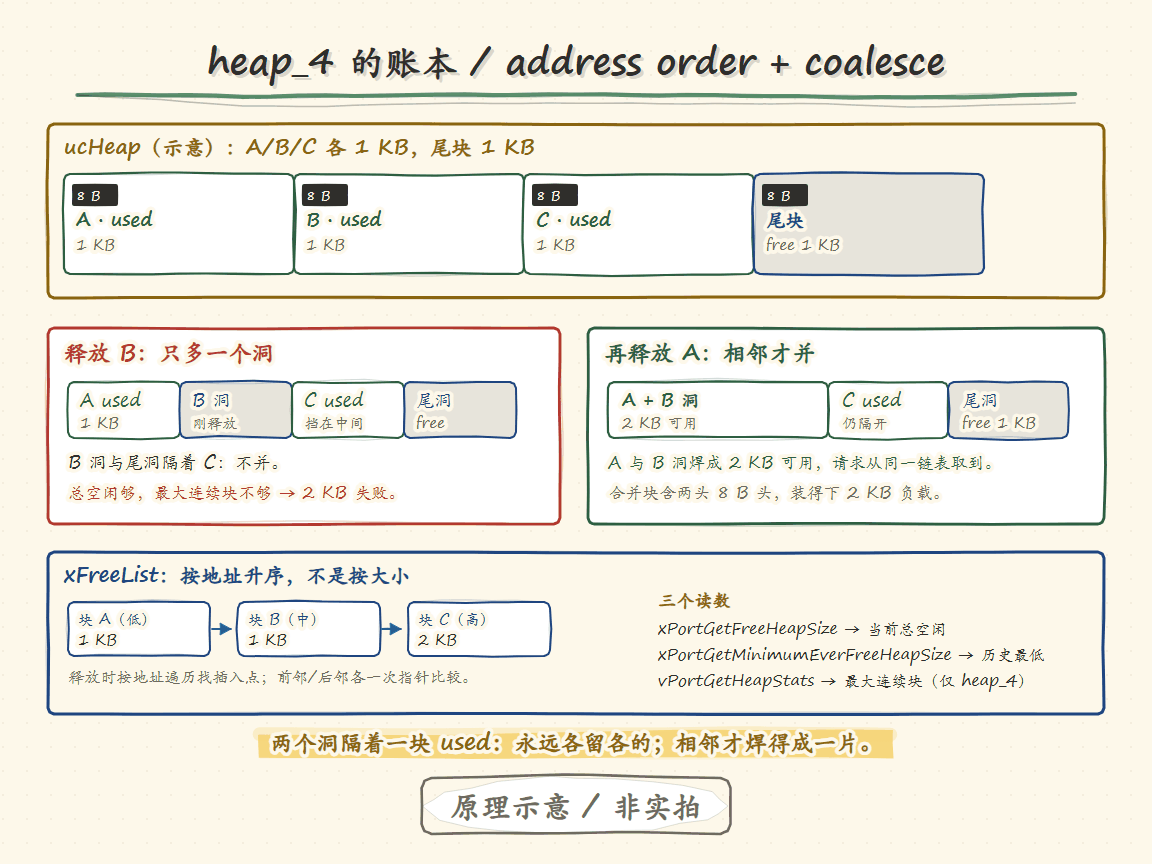 heap_4 的账本 / address order + coalesce
ucHeap（示意）：A/B/C 各 1 KB，尾块 1 KB
8 B
A · used
1 KB
8 B
B · used
1 KB
8 B
C · used
1 KB
8 B
尾块
free 1 KB
释放 B：只多一个洞
A used
1 KB
B 洞
刚释放
C used
挡在中间
尾洞
free
B 洞与尾洞隔着 C：不并。
总空闲够，最大连续块不够 → 2 KB 失败。
再释放 A：相邻才并
A + B 洞
2 KB 可用
C used
仍隔开
尾洞
free 1 KB
A 与 B 洞焊成 2 KB 可用，请求从同一链表取到。
合并块含两头 8 B 头，装得下 2 KB 负载。
xFreeList：按地址升序，不是按大小
块 A（低）
1 KB
块 B（中）
1 KB
块 C（高）
2 KB
释放时按地址遍历找插入点；前邻/后邻各一次指针比较。
三个读数
xPortGetFreeHeapSize → 当前总空闲
xPortGetMinimumEverFreeHeapSize → 历史最低
vPortGetHeapStats → 最大连续块（仅 heap_4）
两个洞隔着一块 used：永远各留各的；相邻才焊得成一片。
原理示意 / 非实拍